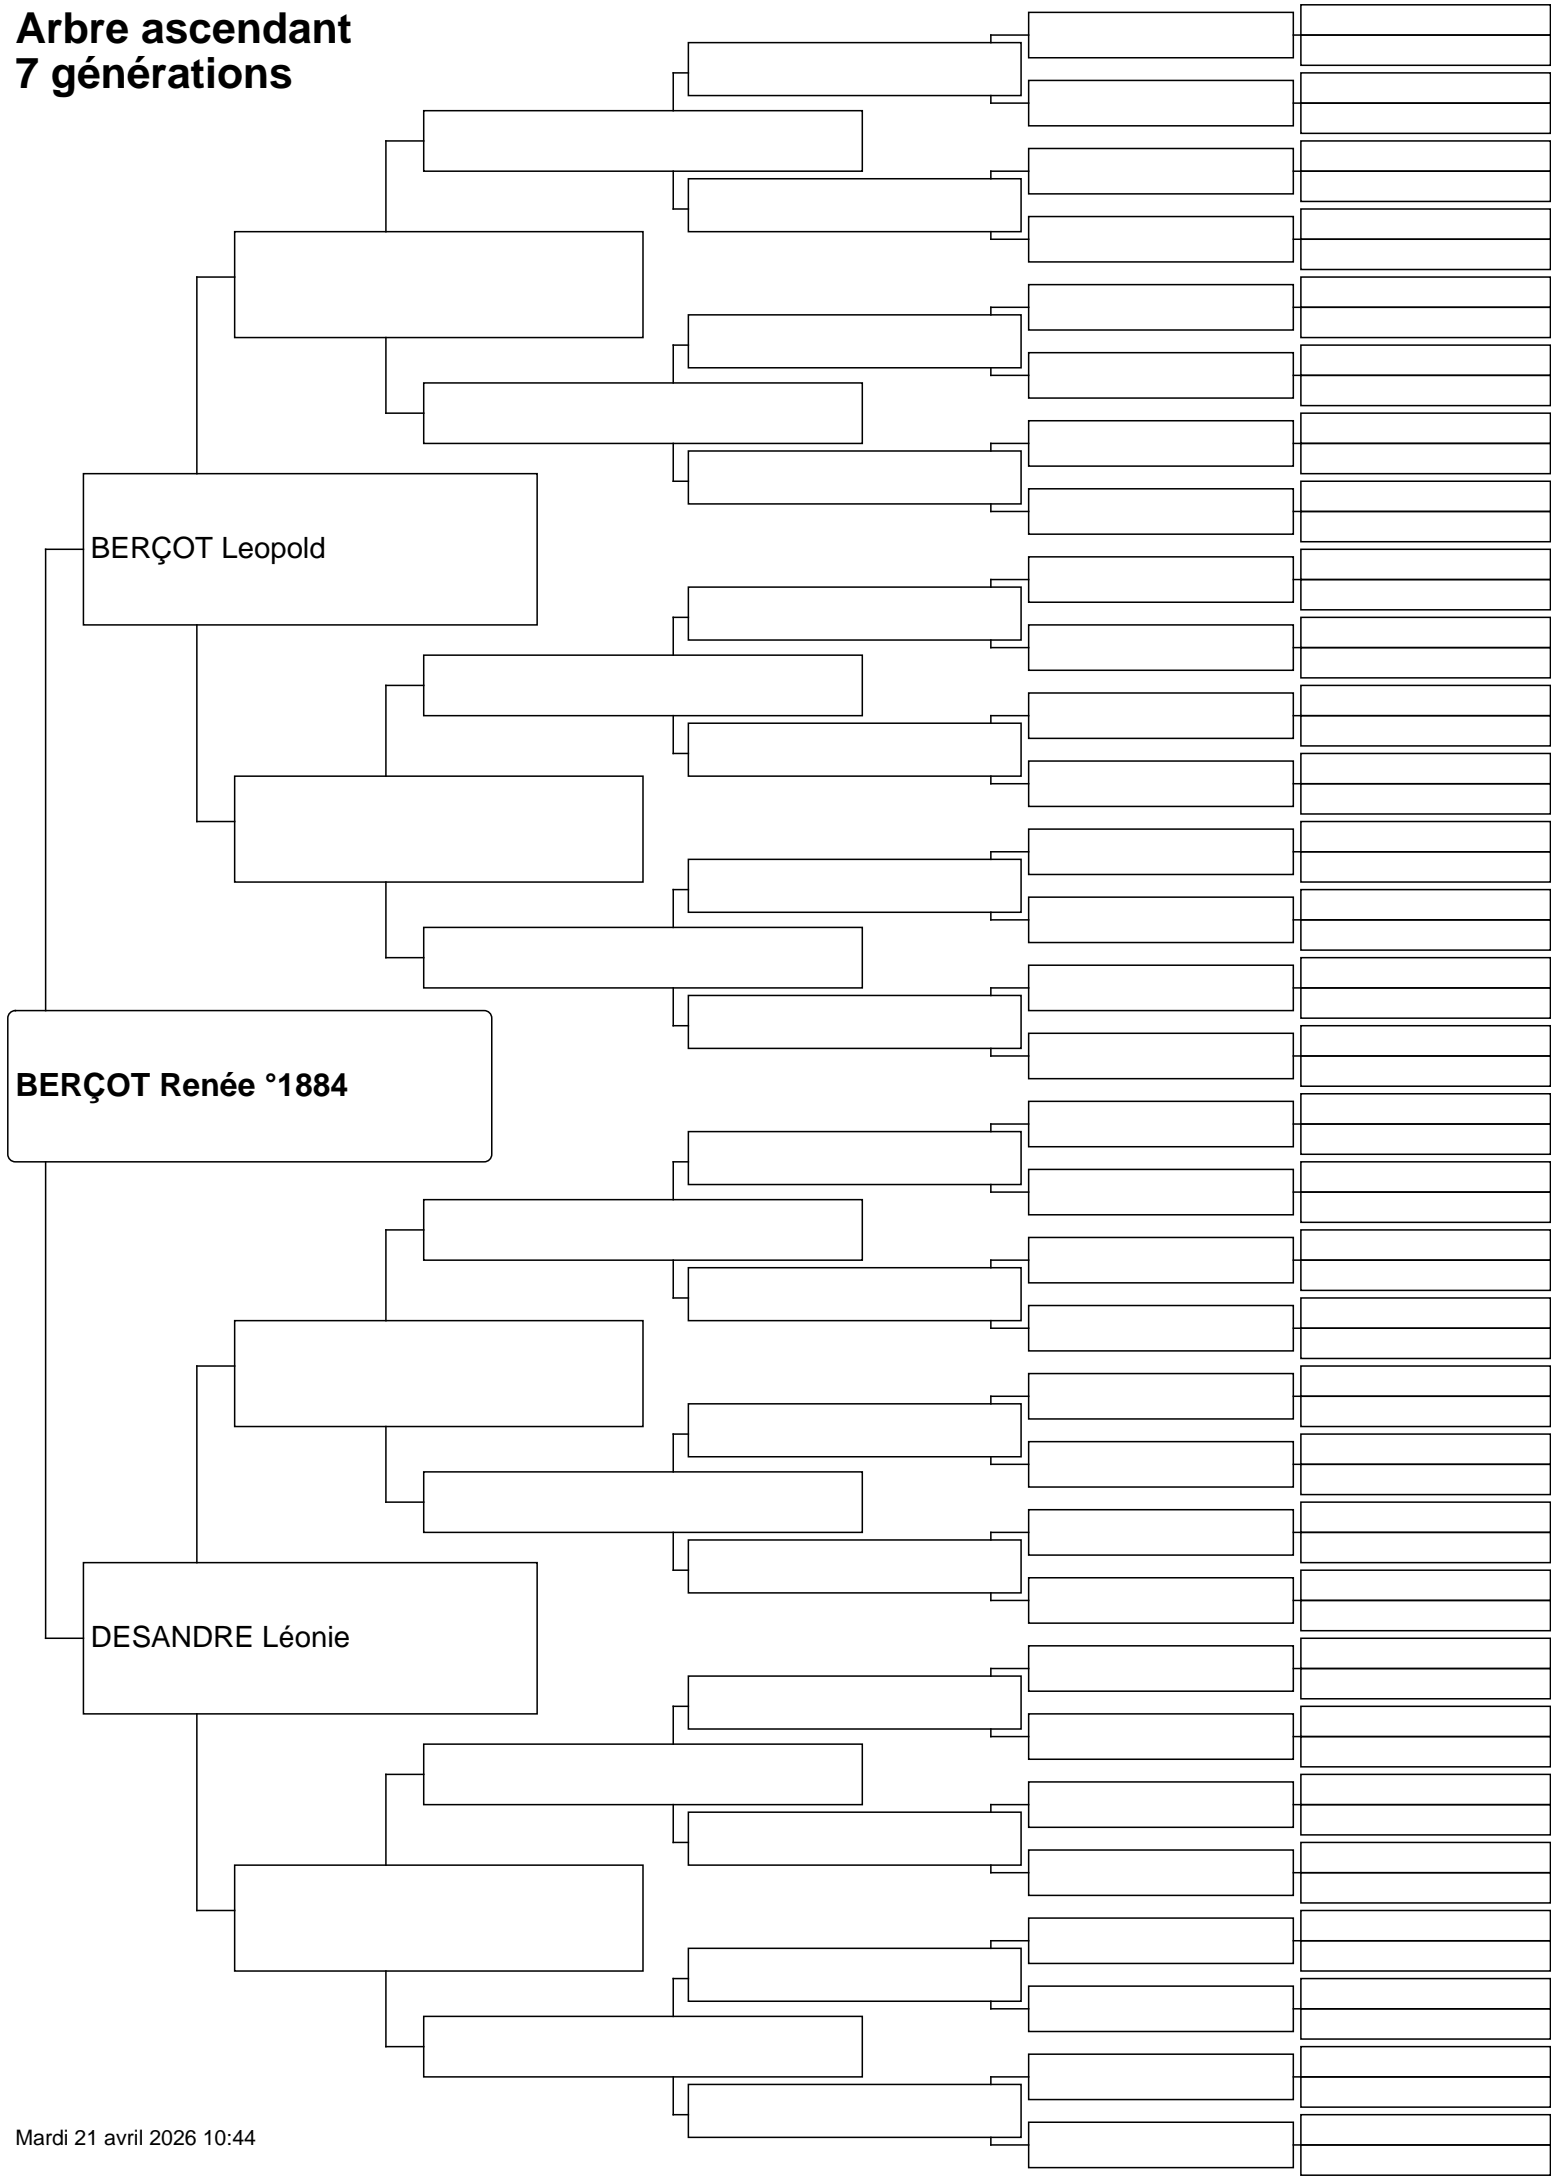 Arbre ascendant
7 générations
BERÇOT Leopold
BERÇOT Renée °1884
DESANDRE Léonie
Mardi 21 avril 2026 10:44